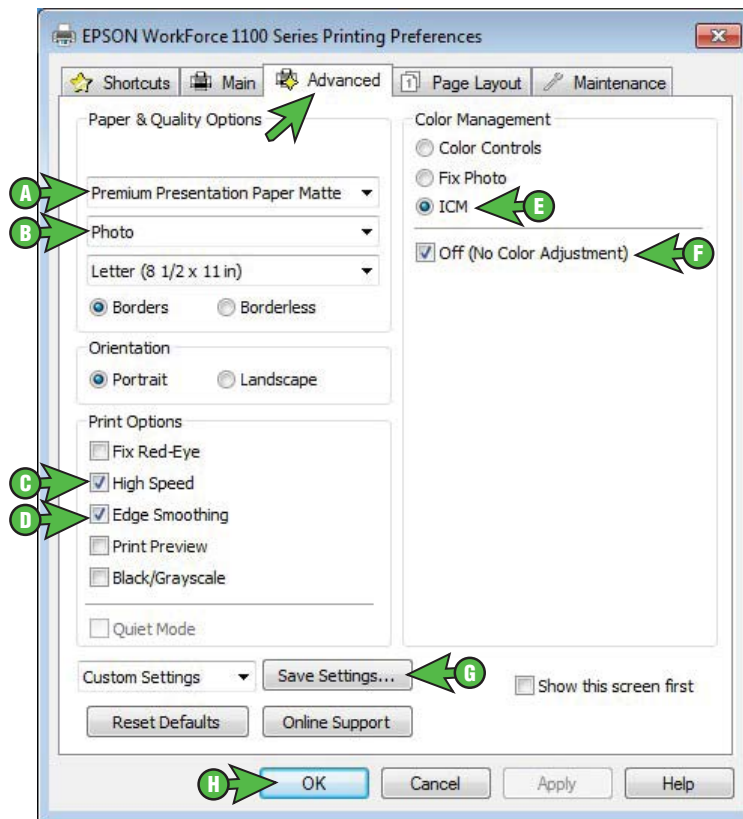 EPSON WorkForce 1100 Series Printing Preferences
Shortcuts Main Advanced 1 Page Layout Maintenance
Paper & Quality Options
A Premium Presentation Paper Matte
B Photo
Letter (8 1/2 x 11 in)
Borders Borderless
Orientation
Portrait Landscape
Print Options
Fix Red-Eye
C High Speed
D Edge Smoothing
Print Preview
Black/Grayscale
Quiet Mode
Color Management
Color Controls
Fix Photo
ICM E
Off (No Color Adjustment) F
Custom Settings Save Settings... G
Show this screen first
Reset Defaults Online Support
H OK Cancel Apply Help